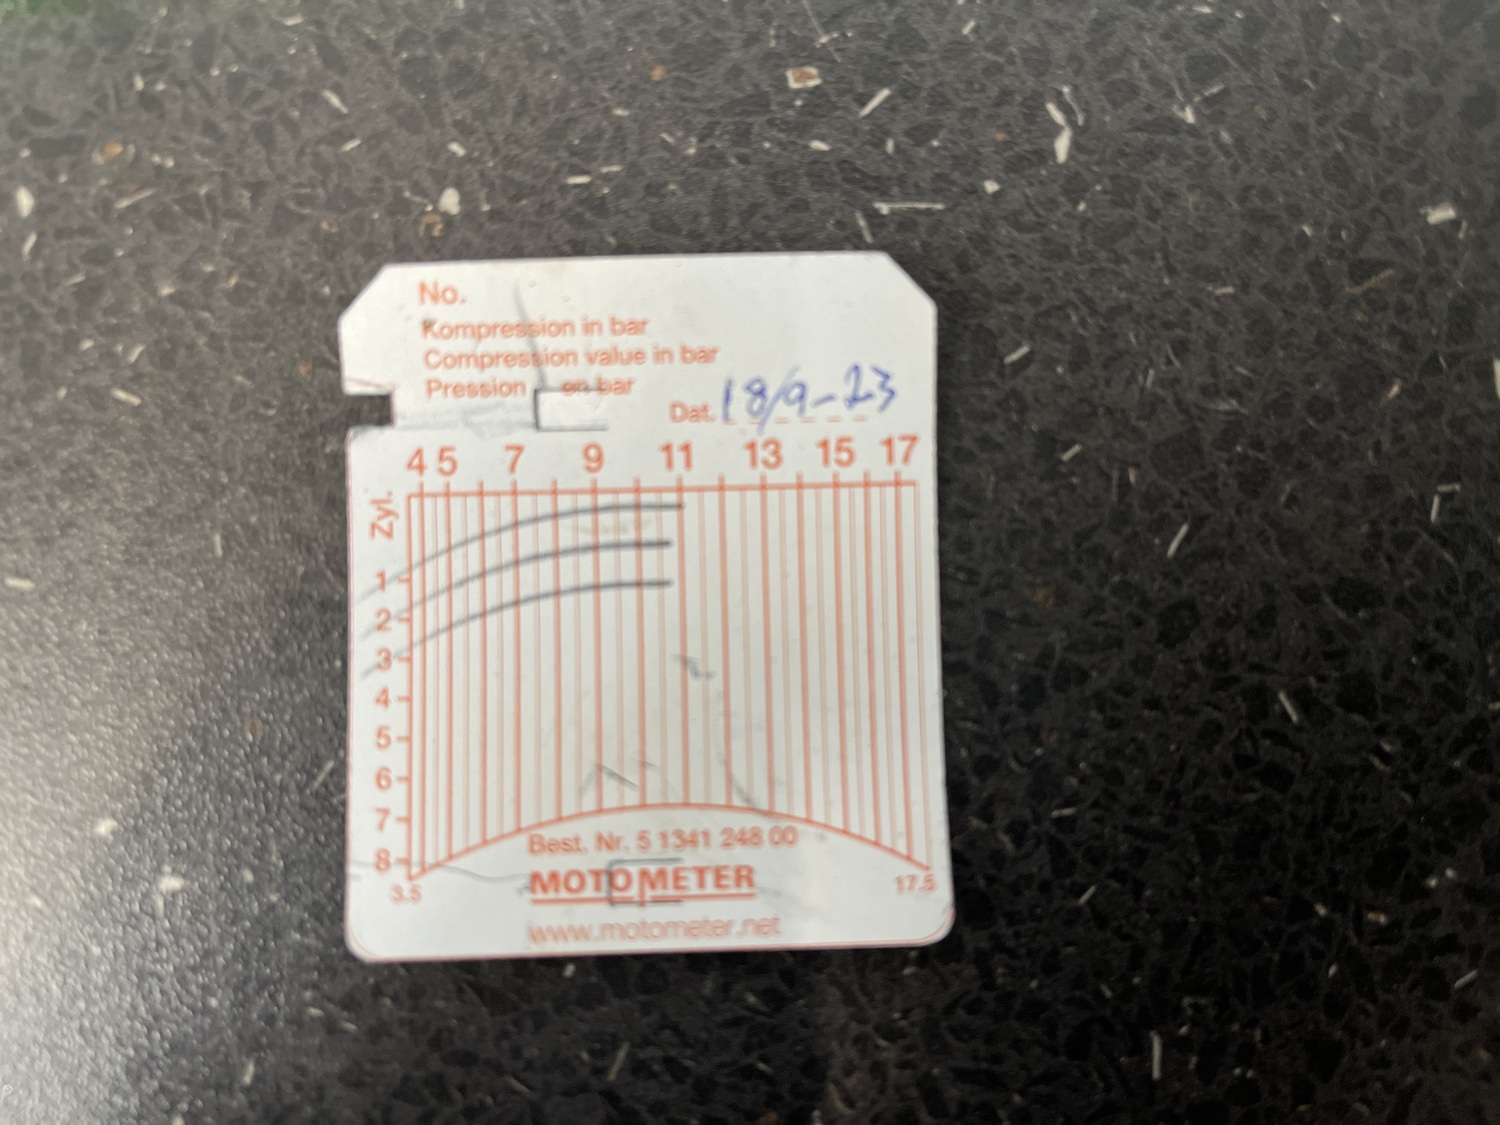 No.
Kompression in bar
Compression value in bar
Pression en bar
Dat. 18/9-23
4 5 7 9 11 13 15 17
Zyl.
1
2
3
4
5
6
7
8
3.5 17.5
Best. Nr. 5 1341 248 00
MOTOMETER
www.motometer.net